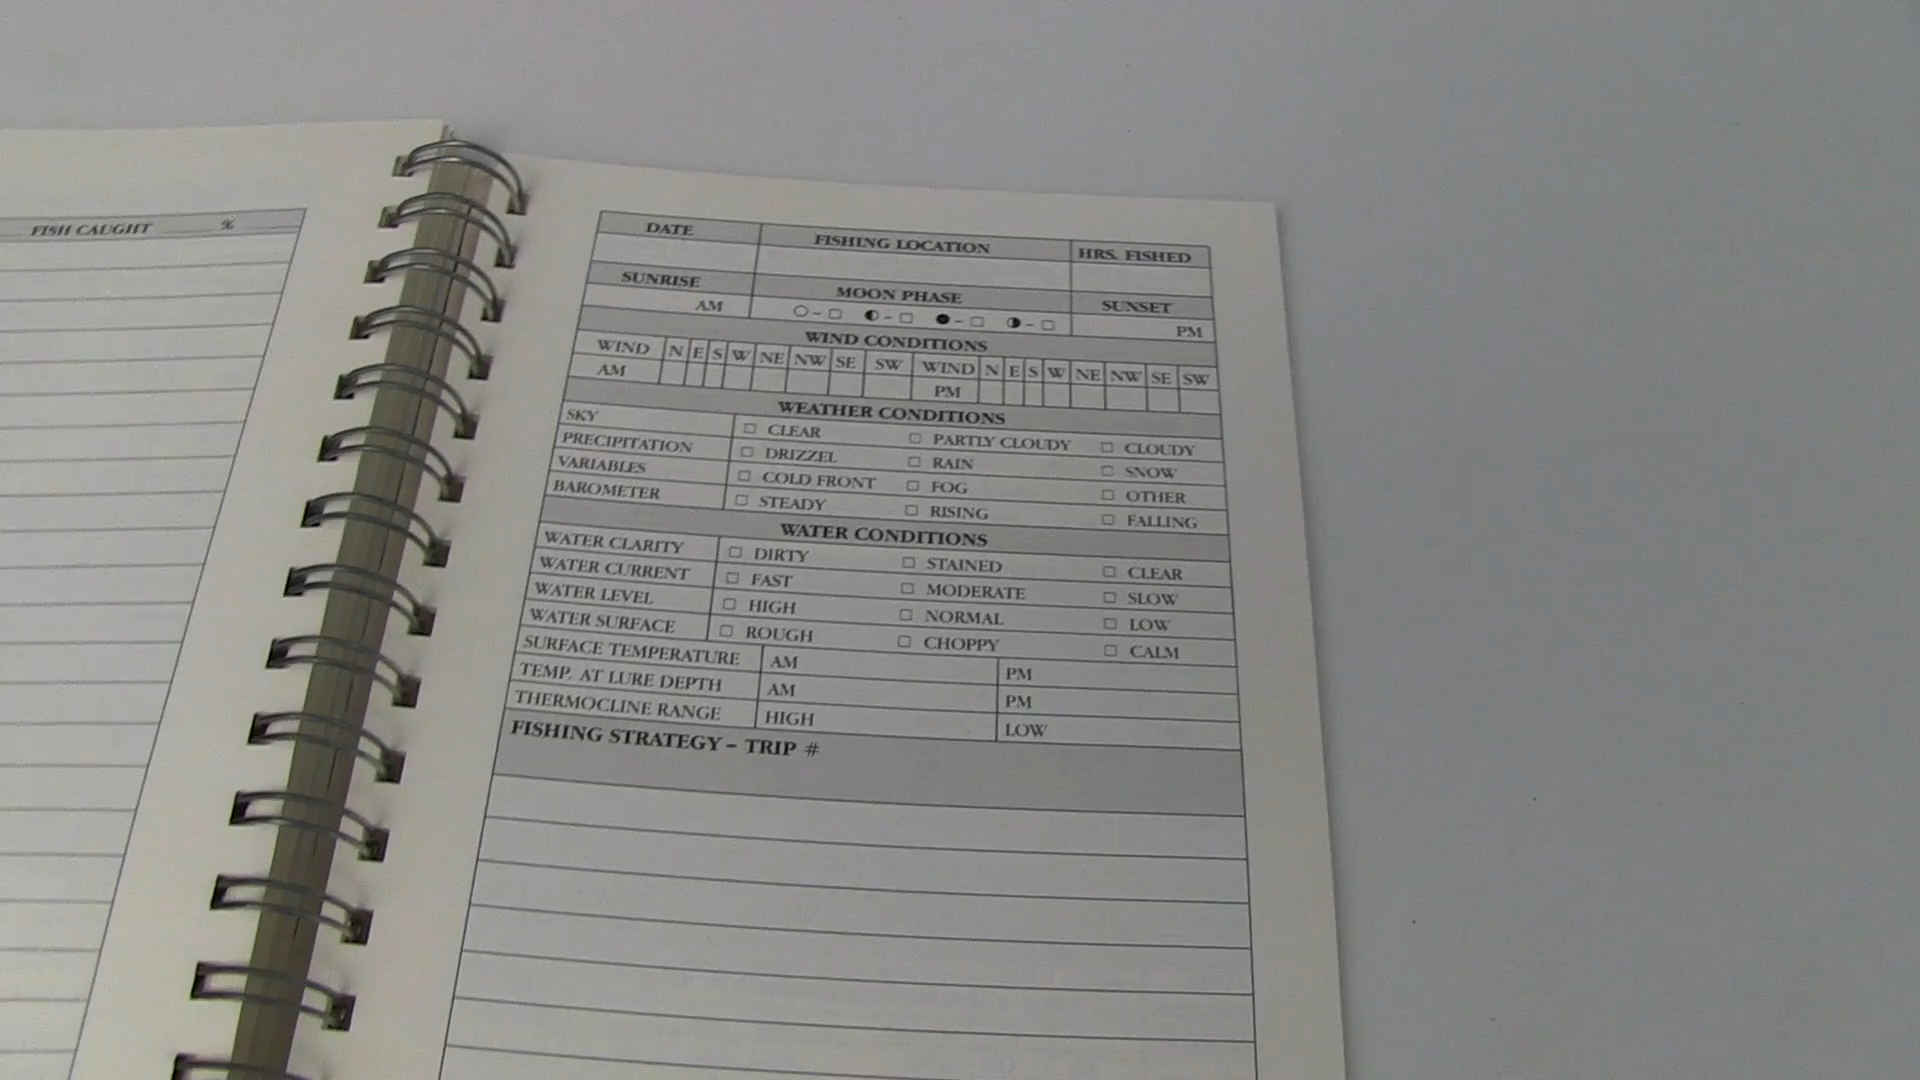 FISH CAUGHT %
DATE FISHING LOCATION HRS. FISHED
SUNRISE MOON PHASE SUNSET
AM ○-□ ◐-□ ●-□ ◑-□ PM
WIND CONDITIONS
WIND N E S W NE NW SE SW WIND N E S W NE NW SE SW
AM PM
WEATHER CONDITIONS
SKY □ CLEAR □ PARTLY CLOUDY □ CLOUDY
PRECIPITATION □ DRIZZEL □ RAIN □ SNOW
VARIABLES □ COLD FRONT □ FOG □ OTHER
BAROMETER □ STEADY □ RISING □ FALLING
WATER CONDITIONS
WATER CLARITY □ DIRTY □ STAINED □ CLEAR
WATER CURRENT □ FAST □ MODERATE □ SLOW
WATER LEVEL □ HIGH □ NORMAL □ LOW
WATER SURFACE □ ROUGH □ CHOPPY □ CALM
SURFACE TEMPERATURE AM PM
TEMP. AT LURE DEPTH AM PM
THERMOCLINE RANGE HIGH LOW
FISHING STRATEGY – TRIP #